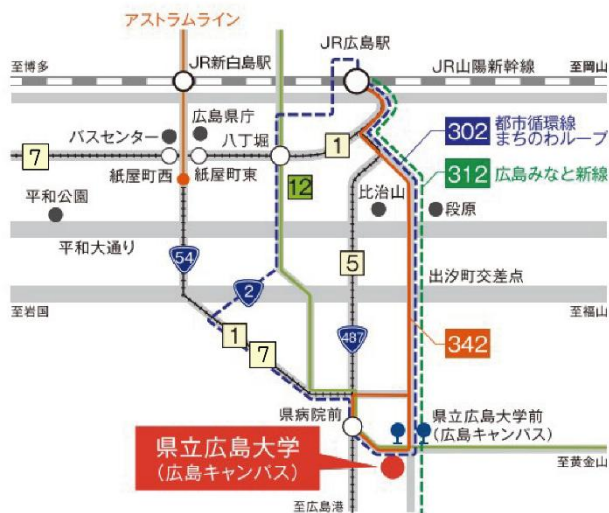 アストラムライン
JR広島駅
JR新白島駅
JR山陽新幹線
至博多
至岡山
広島県庁
バスセンター
八丁堀
1
302 都市循環線
まちのわループ
7
紙屋町西
紙屋町東
12
312 広島みなと新線
比治山
段原
平和公園
平和大通り
54
5
2
出汐町交差点
至岩国
至福山
1
487
342
7
県病院前
県立広島大学前
(広島キャンパス)
県立広島大学
(広島キャンパス)
至黄金山
至広島港